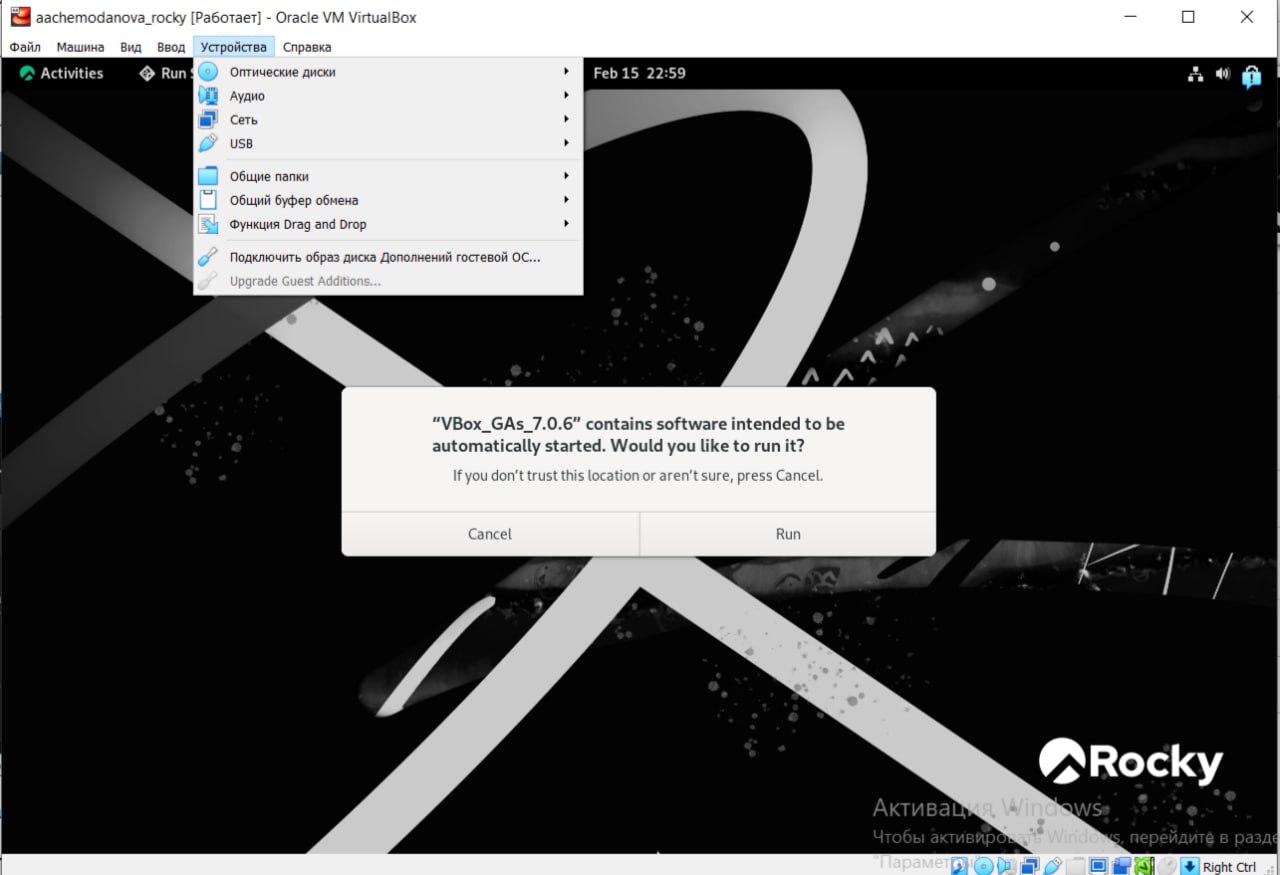 aachemodanova_rocky [Работает] - Oracle VM VirtualBox
Файл Машина Вид Ввод Устройства Справка
Activities Run Feb 15 22:59
Оптические диски
Аудио
Сеть
USB
Общие папки
Общий буфер обмена
Функция Drag and Drop
Подключить образ диска Дополнений гостевой ОС...
Upgrade Guest Additions...
“VBox_GAs_7.0.6” contains software intended to be
automatically started. Would you like to run it?
If you don’t trust this location or aren’t sure, press Cancel.
Cancel Run
Rocky
Активация Windows
Чтобы активировать Windows, перейдите в разде
"Парамет
Right Ctrl